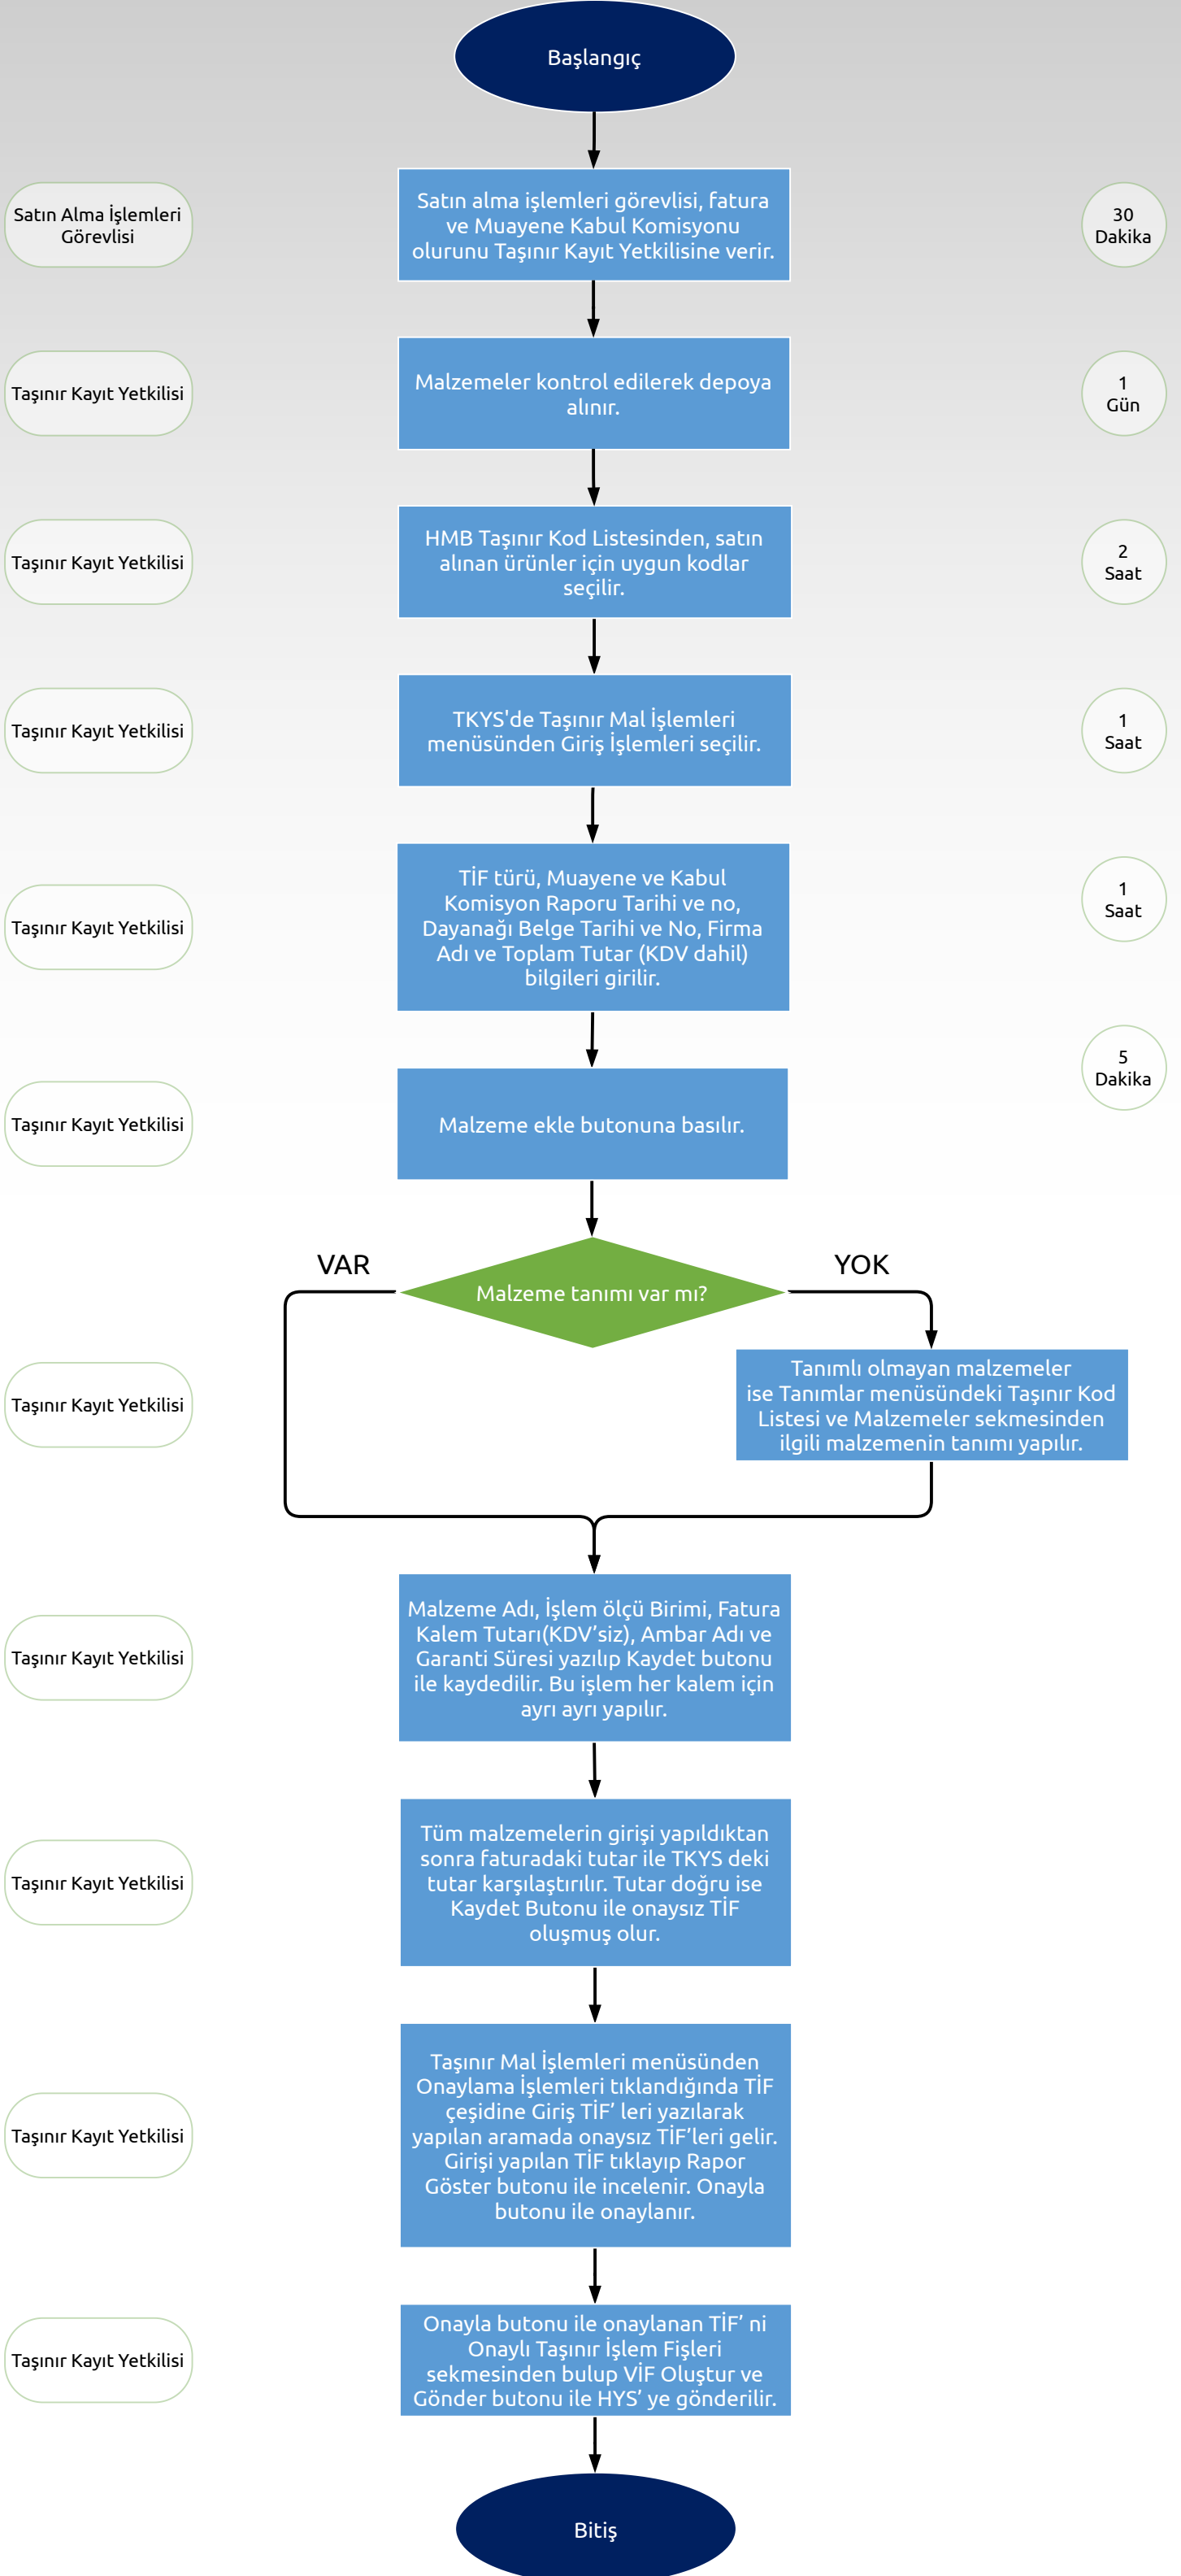 Başlangıç
Satın Alma İşlemleri
Görevlisi
Satın alma işlemleri görevlisi, fatura
ve Muayene Kabul Komisyonu
olurunu Taşınır Kayıt Yetkilisine verir.
30
Dakika
Taşınır Kayıt Yetkilisi
Malzemeler kontrol edilerek depoya
alınır.
1
Gün
Taşınır Kayıt Yetkilisi
HMB Taşınır Kod Listesinden, satın
alınan ürünler için uygun kodlar
seçilir.
2
Saat
Taşınır Kayıt Yetkilisi
TKYS'de Taşınır Mal İşlemleri
menüsünden Giriş İşlemleri seçilir.
1
Saat
Taşınır Kayıt Yetkilisi
TİF türü, Muayene ve Kabul
Komisyon Raporu Tarihi ve no,
Dayanağı Belge Tarihi ve No, Firma
Adı ve Toplam Tutar (KDV dahil)
bilgileri girilir.
1
Saat
Taşınır Kayıt Yetkilisi
Malzeme ekle butonuna basılır.
5
Dakika
VAR
Malzeme tanımı var mı?
YOK
Taşınır Kayıt Yetkilisi
Tanımlı olmayan malzemeler
ise Tanımlar menüsündeki Taşınır Kod
Listesi ve Malzemeler sekmesinden
ilgili malzemenin tanımı yapılır.
Taşınır Kayıt Yetkilisi
Malzeme Adı, İşlem ölçü Birimi, Fatura
Kalem Tutarı(KDV’siz), Ambar Adı ve
Garanti Süresi yazılıp Kaydet butonu
ile kaydedilir. Bu işlem her kalem için
ayrı ayrı yapılır.
Taşınır Kayıt Yetkilisi
Tüm malzemelerin girişi yapıldıktan
sonra faturadaki tutar ile TKYS deki
tutar karşılaştırılır. Tutar doğru ise
Kaydet Butonu ile onaysız TİF
oluşmuş olur.
Taşınır Kayıt Yetkilisi
Taşınır Mal İşlemleri menüsünden
Onaylama İşlemleri tıklandığında TİF
çeşidine Giriş TİF’ leri yazılarak
yapılan aramada onaysız TİF’leri gelir.
Girişi yapılan TİF tıklayıp Rapor
Göster butonu ile incelenir. Onayla
butonu ile onaylanır.
Taşınır Kayıt Yetkilisi
Onayla butonu ile onaylanan TİF’ ni
Onaylı Taşınır İşlem Fişleri
sekmesinden bulup VİF Oluştur ve
Gönder butonu ile HYS’ ye gönderilir.
Bitiş